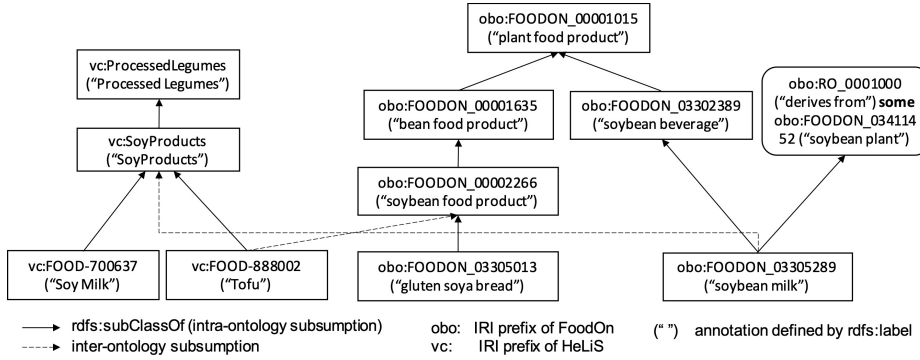 obo:FOODON_00001015
(“plant food product”)
vc:ProcessedLegumes
(“Processed Legumes”)
obo:FOODON_00001635
(“bean food product”)
obo:FOODON_03302389
(“soybean beverage”)
obo:RO_0001000
(“derives from”) some
obo:FOODON_034114
52 (“soybean plant”)
vc:SoyProducts
(“SoyProducts”)
obo:FOODON_00002266
(“soybean food product”)
vc:FOOD-700637
(“Soy Milk”)
vc:FOOD-888002
(“Tofu”)
obo:FOODON_03305013
(“gluten soya bread”)
obo:FOODON_03305289
(“soybean milk”)
rdfs:subClassOf (intra-ontology subsumption)
inter-ontology subsumption
obo: IRI prefix of FoodOn
vc: IRI prefix of HeLiS
(“ ”) annotation defined by rdfs:label